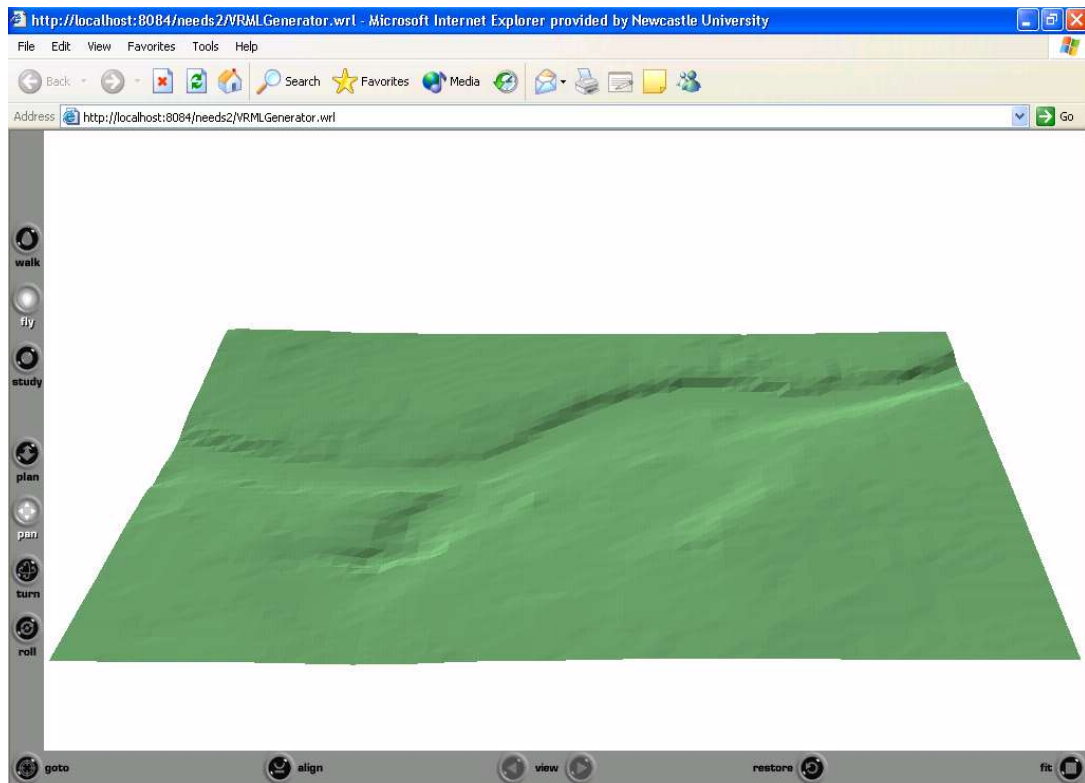 http://localhost:8084/needs2/VRMLGenerator.wrl - Microsoft Internet Explorer provided by Newcastle University
File Edit View Favorites Tools Help
Back Search Favorites Media
Address http://localhost:8084/needs2/VRMLGenerator.wrl Go
walk
fly
study
plan
pan
turn
roll
goto align view restore fit